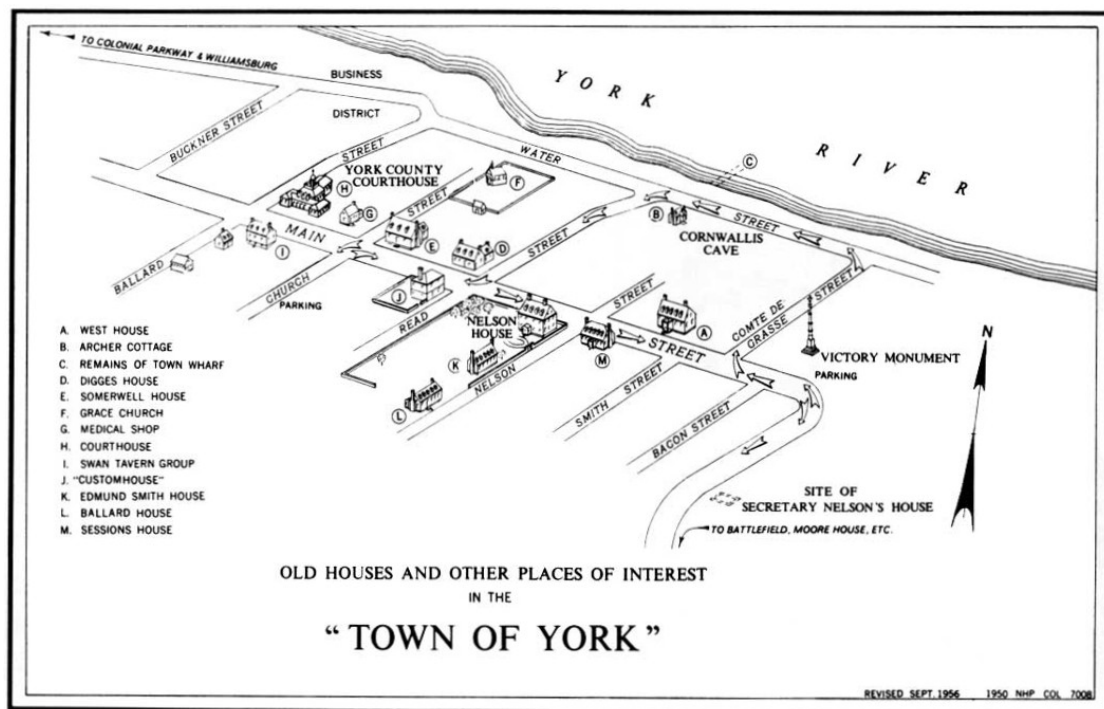 TO COLONIAL PARKWAY & WILLIAMSBURG
BUSINESS
DISTRICT
YORK
RIVER
BUCKNER STREET
STREET
WATER
STREET
C
YORK COUNTY
COURTHOUSE
H
G
F
STREET
B
CORNWALLIS
CAVE
MAIN
E
D
STREET
I
BALLARD
CHURCH
PARKING
J
READ
NELSON
HOUSE
STREET
A
COMTE DE
GRASSE STREET
STREET
M
K
L
NELSON
VICTORY MONUMENT
PARKING
N
SMITH STREET
BACON STREET
SITE OF
SECRETARY NELSON'S HOUSE
TO BATTLEFIELD, MOORE HOUSE, ETC.
A. WEST HOUSE
B. ARCHER COTTAGE
C. REMAINS OF TOWN WHARF
D. DIGGES HOUSE
E. SOMERWELL HOUSE
F. GRACE CHURCH
G. MEDICAL SHOP
H. COURTHOUSE
I. SWAN TAVERN GROUP
J. "CUSTOMHOUSE"
K. EDMUND SMITH HOUSE
L. BALLARD HOUSE
M. SESSIONS HOUSE
OLD HOUSES AND OTHER PLACES OF INTEREST
IN THE
"TOWN OF YORK"
REVISED SEPT. 1956 1950 NHP COL 7008